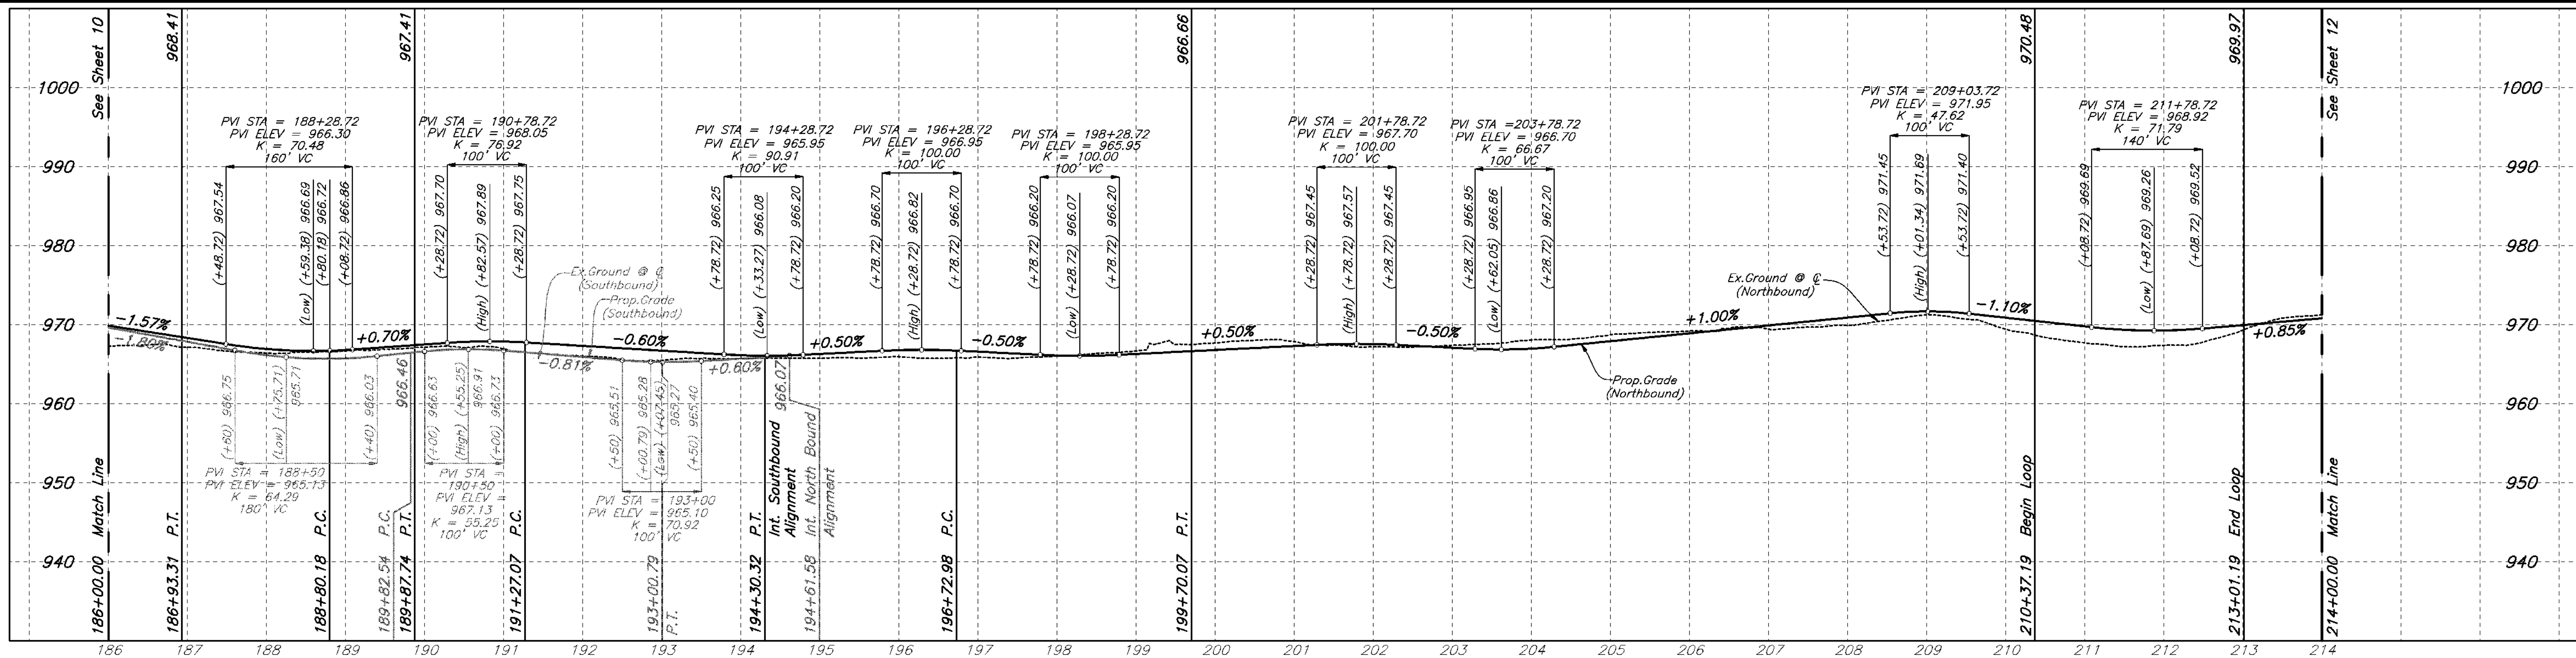 See Sheet 10
968.41
967.41
966.66
970.48
969.97
See Sheet 12
1000
1000
990
990
980
980
970
970
960
960
950
950
940
940
PVI STA = 188+28.72
PVI ELEV = 966.30
K = 70.48
160' VC
(+48.72) 967.54
(Low) (+59.38) 966.69
(+80.18) 966.72
(+08.72) 966.86
PVI STA = 190+78.72
PVI ELEV = 968.05
K = 76.92
100' VC
(+28.72) 967.70
(High) (+82.57) 967.89
(+28.72) 967.75
PVI STA = 194+28.72
PVI ELEV = 965.95
K = 90.91
100' VC
(+78.72) 966.25
(Low) (+33.27) 966.08
(+78.72) 966.20
PVI STA = 196+28.72
PVI ELEV = 966.95
K = 100.00
100' VC
(+78.72) 966.70
(High) (+28.72) 966.82
(+78.72) 966.70
PVI STA = 198+28.72
PVI ELEV = 965.95
K = 100.00
100' VC
(+78.72) 966.20
(Low) (+28.72) 966.07
(+78.72) 966.20
PVI STA = 201+78.72
PVI ELEV = 967.70
K = 100.00
100' VC
(+28.72) 967.45
(High) (+78.72) 967.57
(+28.72) 967.45
PVI STA =203+78.72
PVI ELEV = 966.70
K = 66.67
100' VC
(+28.72) 966.95
(Low) (+62.05) 966.86
(+28.72) 967.20
PVI STA = 209+03.72
PVI ELEV = 971.95
K = 47.62
100' VC
(+53.72) 971.45
(High) (+01.34) 971.69
(+53.72) 971.40
PVI STA = 211+78.72
PVI ELEV = 968.92
K = 71.79
140' VC
(+08.72) 969.69
(Low) (+87.69) 969.26
(+08.72) 969.52
Ex.Ground @ ℄
(Southbound)
Prop.Grade
(Southbound)
Ex.Ground @ ℄
(Northbound)
Prop.Grade
(Northbound)
-1.57%
-1.80%
+0.70%
-0.60%
-0.81%
+0.60%
+0.50%
-0.50%
+0.50%
-0.50%
+1.00%
-1.10%
+0.85%
(+60) 966.75
(Low) (+75.71)
965.71
(+40) 966.03
966.46
PVI STA = 188+50
PVI ELEV = 965.13
K = 64.29
180' VC
(+00) 966.63
(High) (+55.25)
966.91
(+00) 966.73
PVI STA =
190+50
PVI ELEV =
967.13
K = 55.25
100' VC
(+50) 965.51
(+00.79) 965.28
(Low) (+07.45)
965.27
(+50) 965.40
PVI STA = 193+00
PVI ELEV = 965.10
K = 70.92
100' VC
966.07
186+00.00 Match Line
186+93.31 P.T.
188+80.18 P.C.
189+82.54 P.C.
189+87.74 P.T.
191+27.07 P.C.
193+00.79
P.T.
194+30.32 P.T.
Int. Southbound
Alignment
194+61.58 Int. North Bound
Alignment
196+72.98 P.C.
199+70.07 P.T.
210+37.19 Begin Loop
213+01.19 End Loop
214+00.00 Match Line
186 187 188 189 190 191 192 193 194 195 196 197 198 199 200 201 202 203 204 205 206 207 208 209 210 211 212 213 214